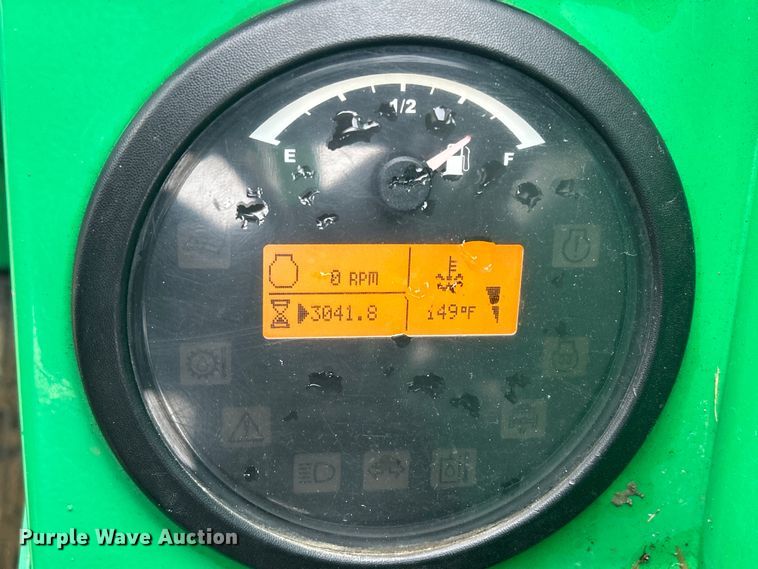 1/2
E F
0 RPM
3041.8 149°F
Purple Wave Auction